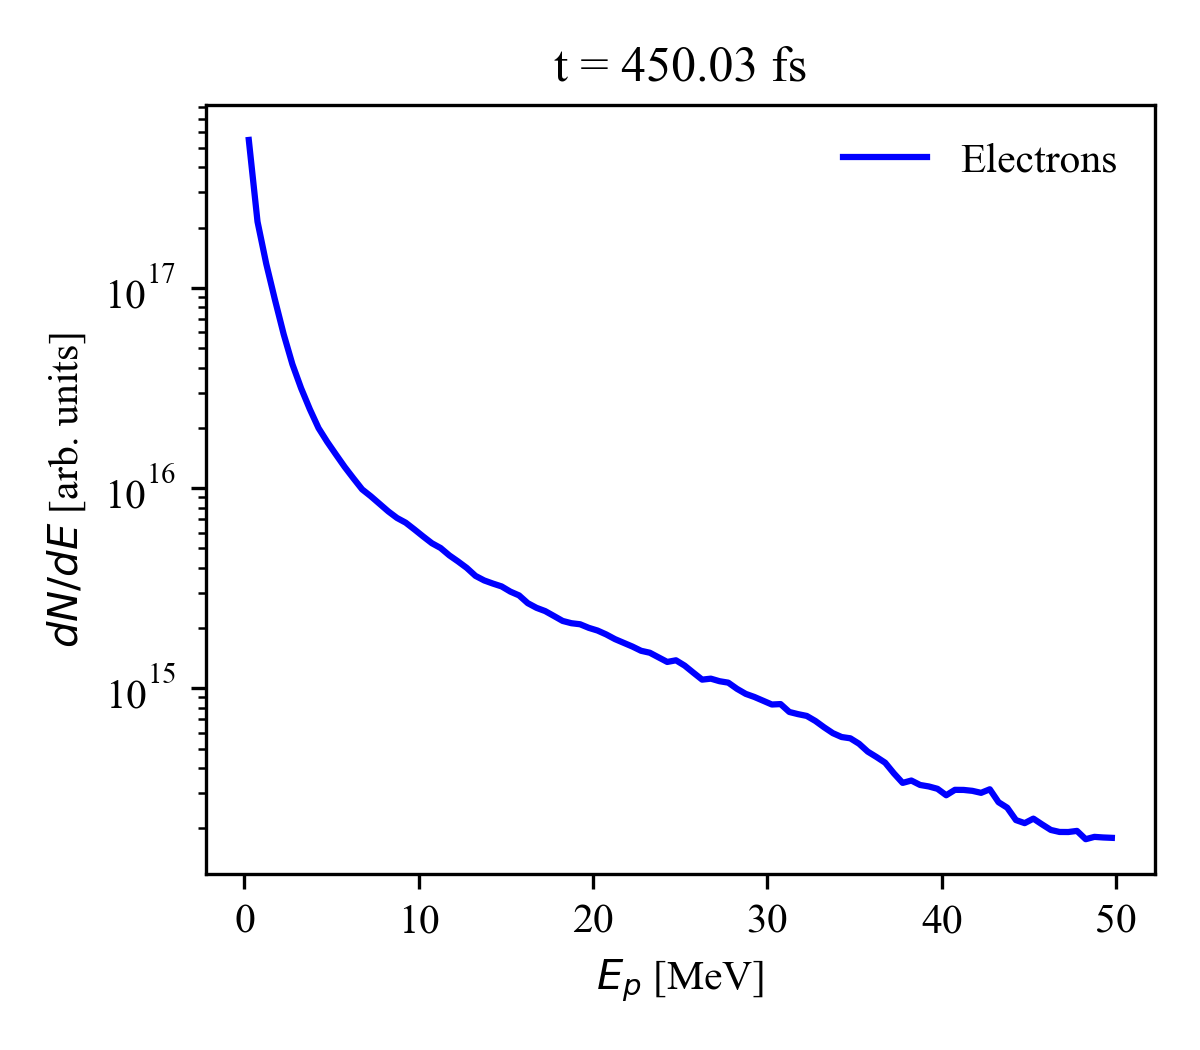 t = 450.03 fs
Electrons
10^17
10^16
10^15
dN/dE [arb. units]
0 10 20 30 40 50
E_p [MeV]